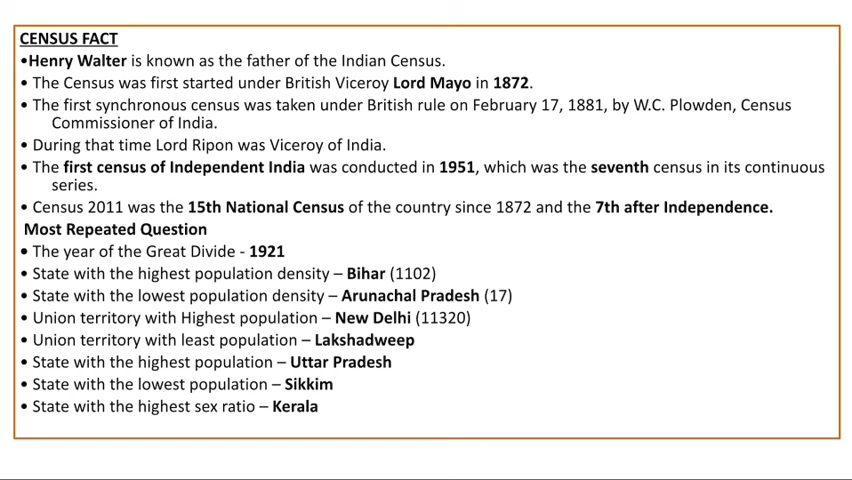 CENSUS FACT
•Henry Walter is known as the father of the Indian Census.
• The Census was first started under British Viceroy Lord Mayo in 1872.
• The first synchronous census was taken under British rule on February 17, 1881, by W.C. Plowden, Census
Commissioner of India.
• During that time Lord Ripon was Viceroy of India.
• The first census of Independent India was conducted in 1951, which was the seventh census in its continuous
series.
• Census 2011 was the 15th National Census of the country since 1872 and the 7th after Independence.
Most Repeated Question
• The year of the Great Divide - 1921
• State with the highest population density – Bihar (1102)
• State with the lowest population density – Arunachal Pradesh (17)
• Union territory with Highest population – New Delhi (11320)
• Union territory with least population – Lakshadweep
• State with the highest population – Uttar Pradesh
• State with the lowest population – Sikkim
• State with the highest sex ratio – Kerala